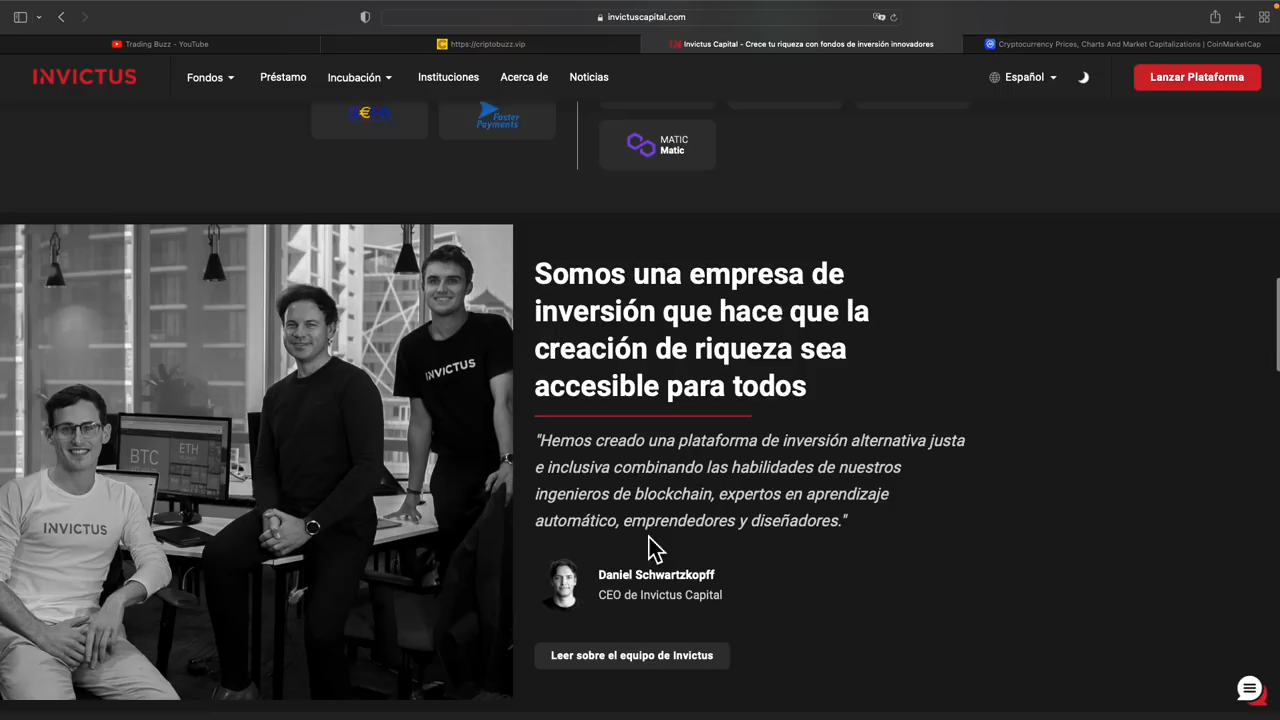 invictuscapital.com
Trading Buzz - YouTube
https://criptobuzz.vip
Invictus Capital - Crece tu riqueza con fondos de inversión innovadores
Cryptocurrency Prices, Charts And Market Capitalizations | CoinMarketCap
INVICTUS
Fondos
Préstamo
Incubación
Instituciones
Acerca de
Noticias
Español
Lanzar Plataforma
Faster
Payments
MATIC
Matic
Somos una empresa de
inversión que hace que la
creación de riqueza sea
accesible para todos
"Hemos creado una plataforma de inversión alternativa justa
e inclusiva combinando las habilidades de nuestros
ingenieros de blockchain, expertos en aprendizaje
automático, emprendedores y diseñadores."
Daniel Schwartzkopff
CEO de Invictus Capital
Leer sobre el equipo de Invictus
INVICTUS
BTC
ETH
INVICTUS